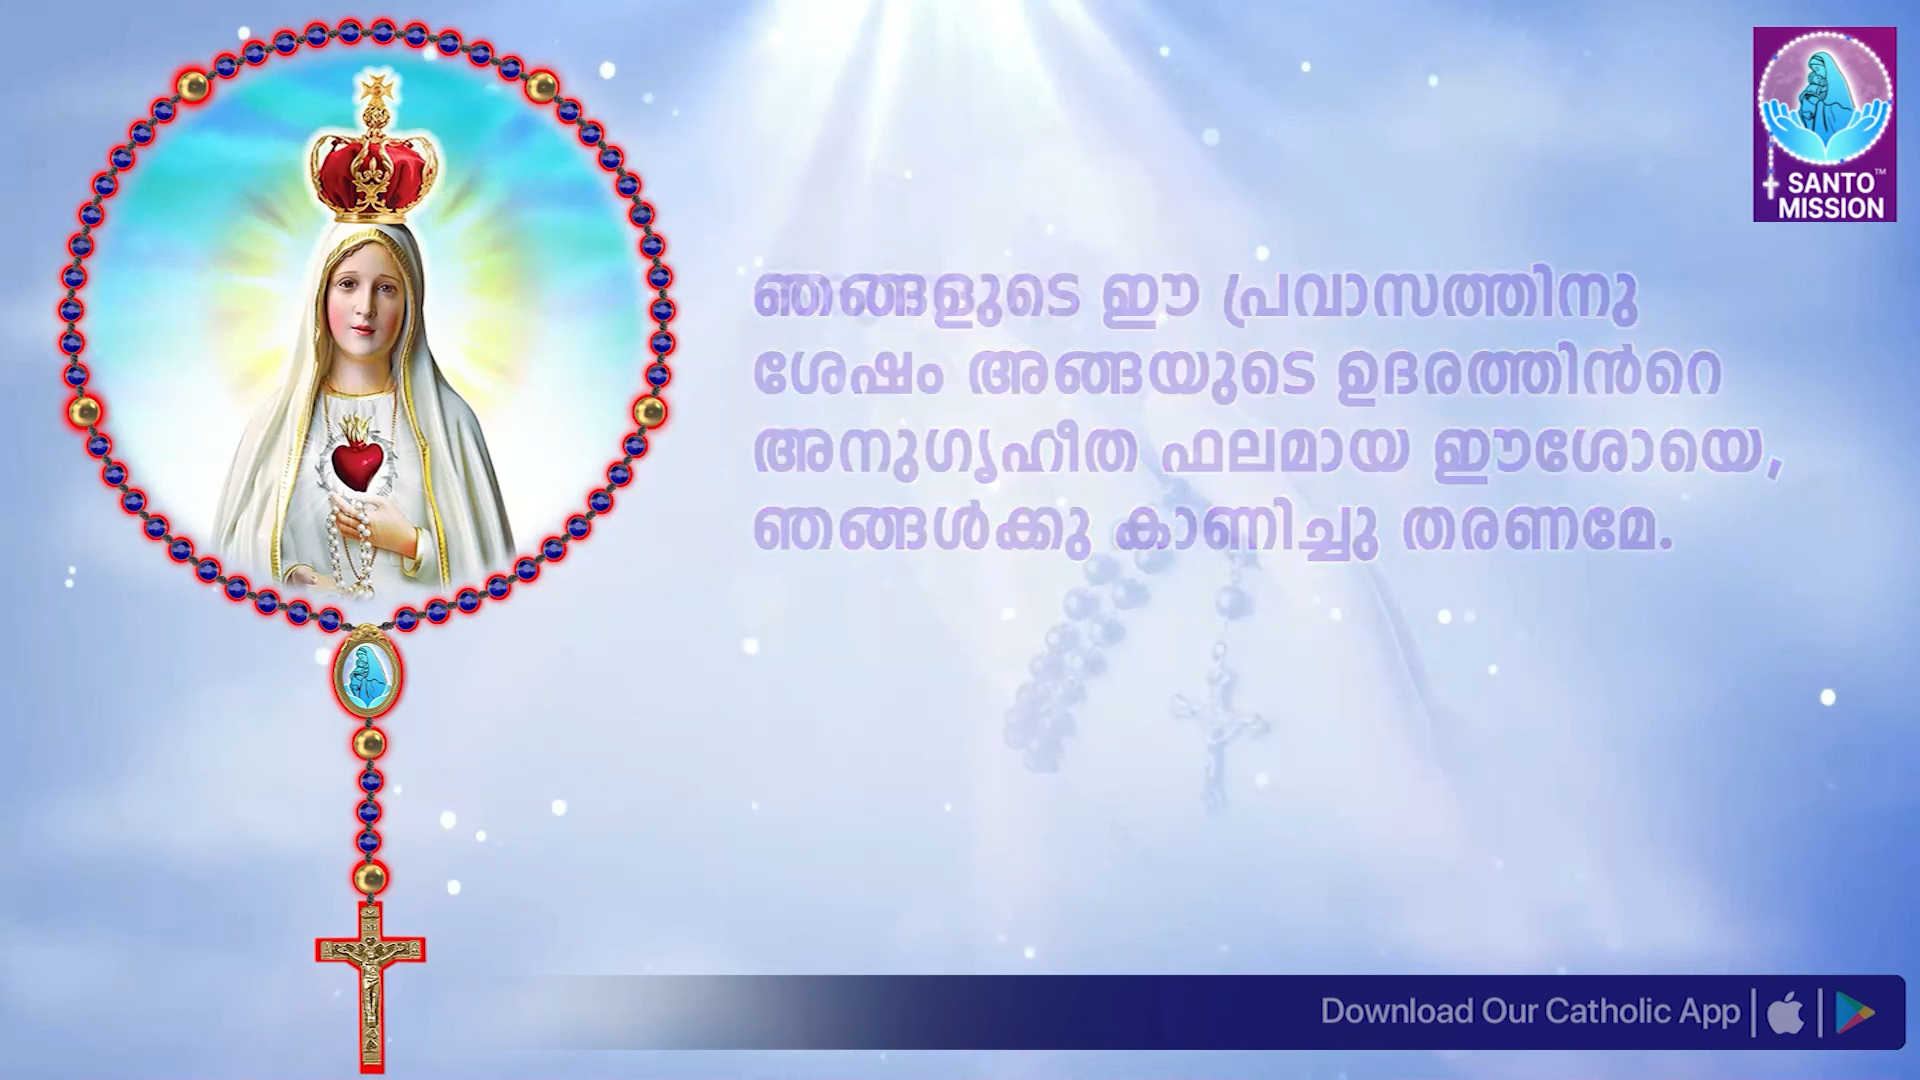 SANTO™
MISSION
ഞങ്ങളുടെ ഈ പ്രവാസത്തിനു
ശേഷം അങ്ങയുടെ ഉദരത്തിൻറെ
അനുഗൃഹീത ഫലമായ ഈശോയെ,
ഞങ്ങൾക്കു കാണിച്ചു തരണമേ.
Download Our Catholic App